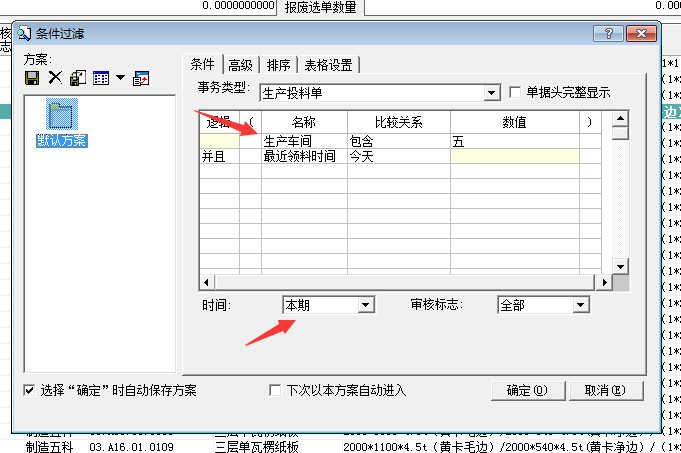 0.0000000000 报废选单数量 0.00
条件过滤
方案:
条件 高级 排序 表格设置
事务类型: 生产投料单 单据头完整显示
逻辑 ( 名称 比较关系 数值 )
生产车间 包含 五
并且 最近领料时间 今天
默认方案
时间: 本期 审核标志: 全部
选择“确定”时自动保存方案 下次以本方案自动进入 确定(O) 取消(E)
制造五科 03.A16.01.0109 三层单瓦楞纸板 2000*1100*4.5t(黄卡毛边)/2000*540*4.5t(黄卡净边)/(1*2